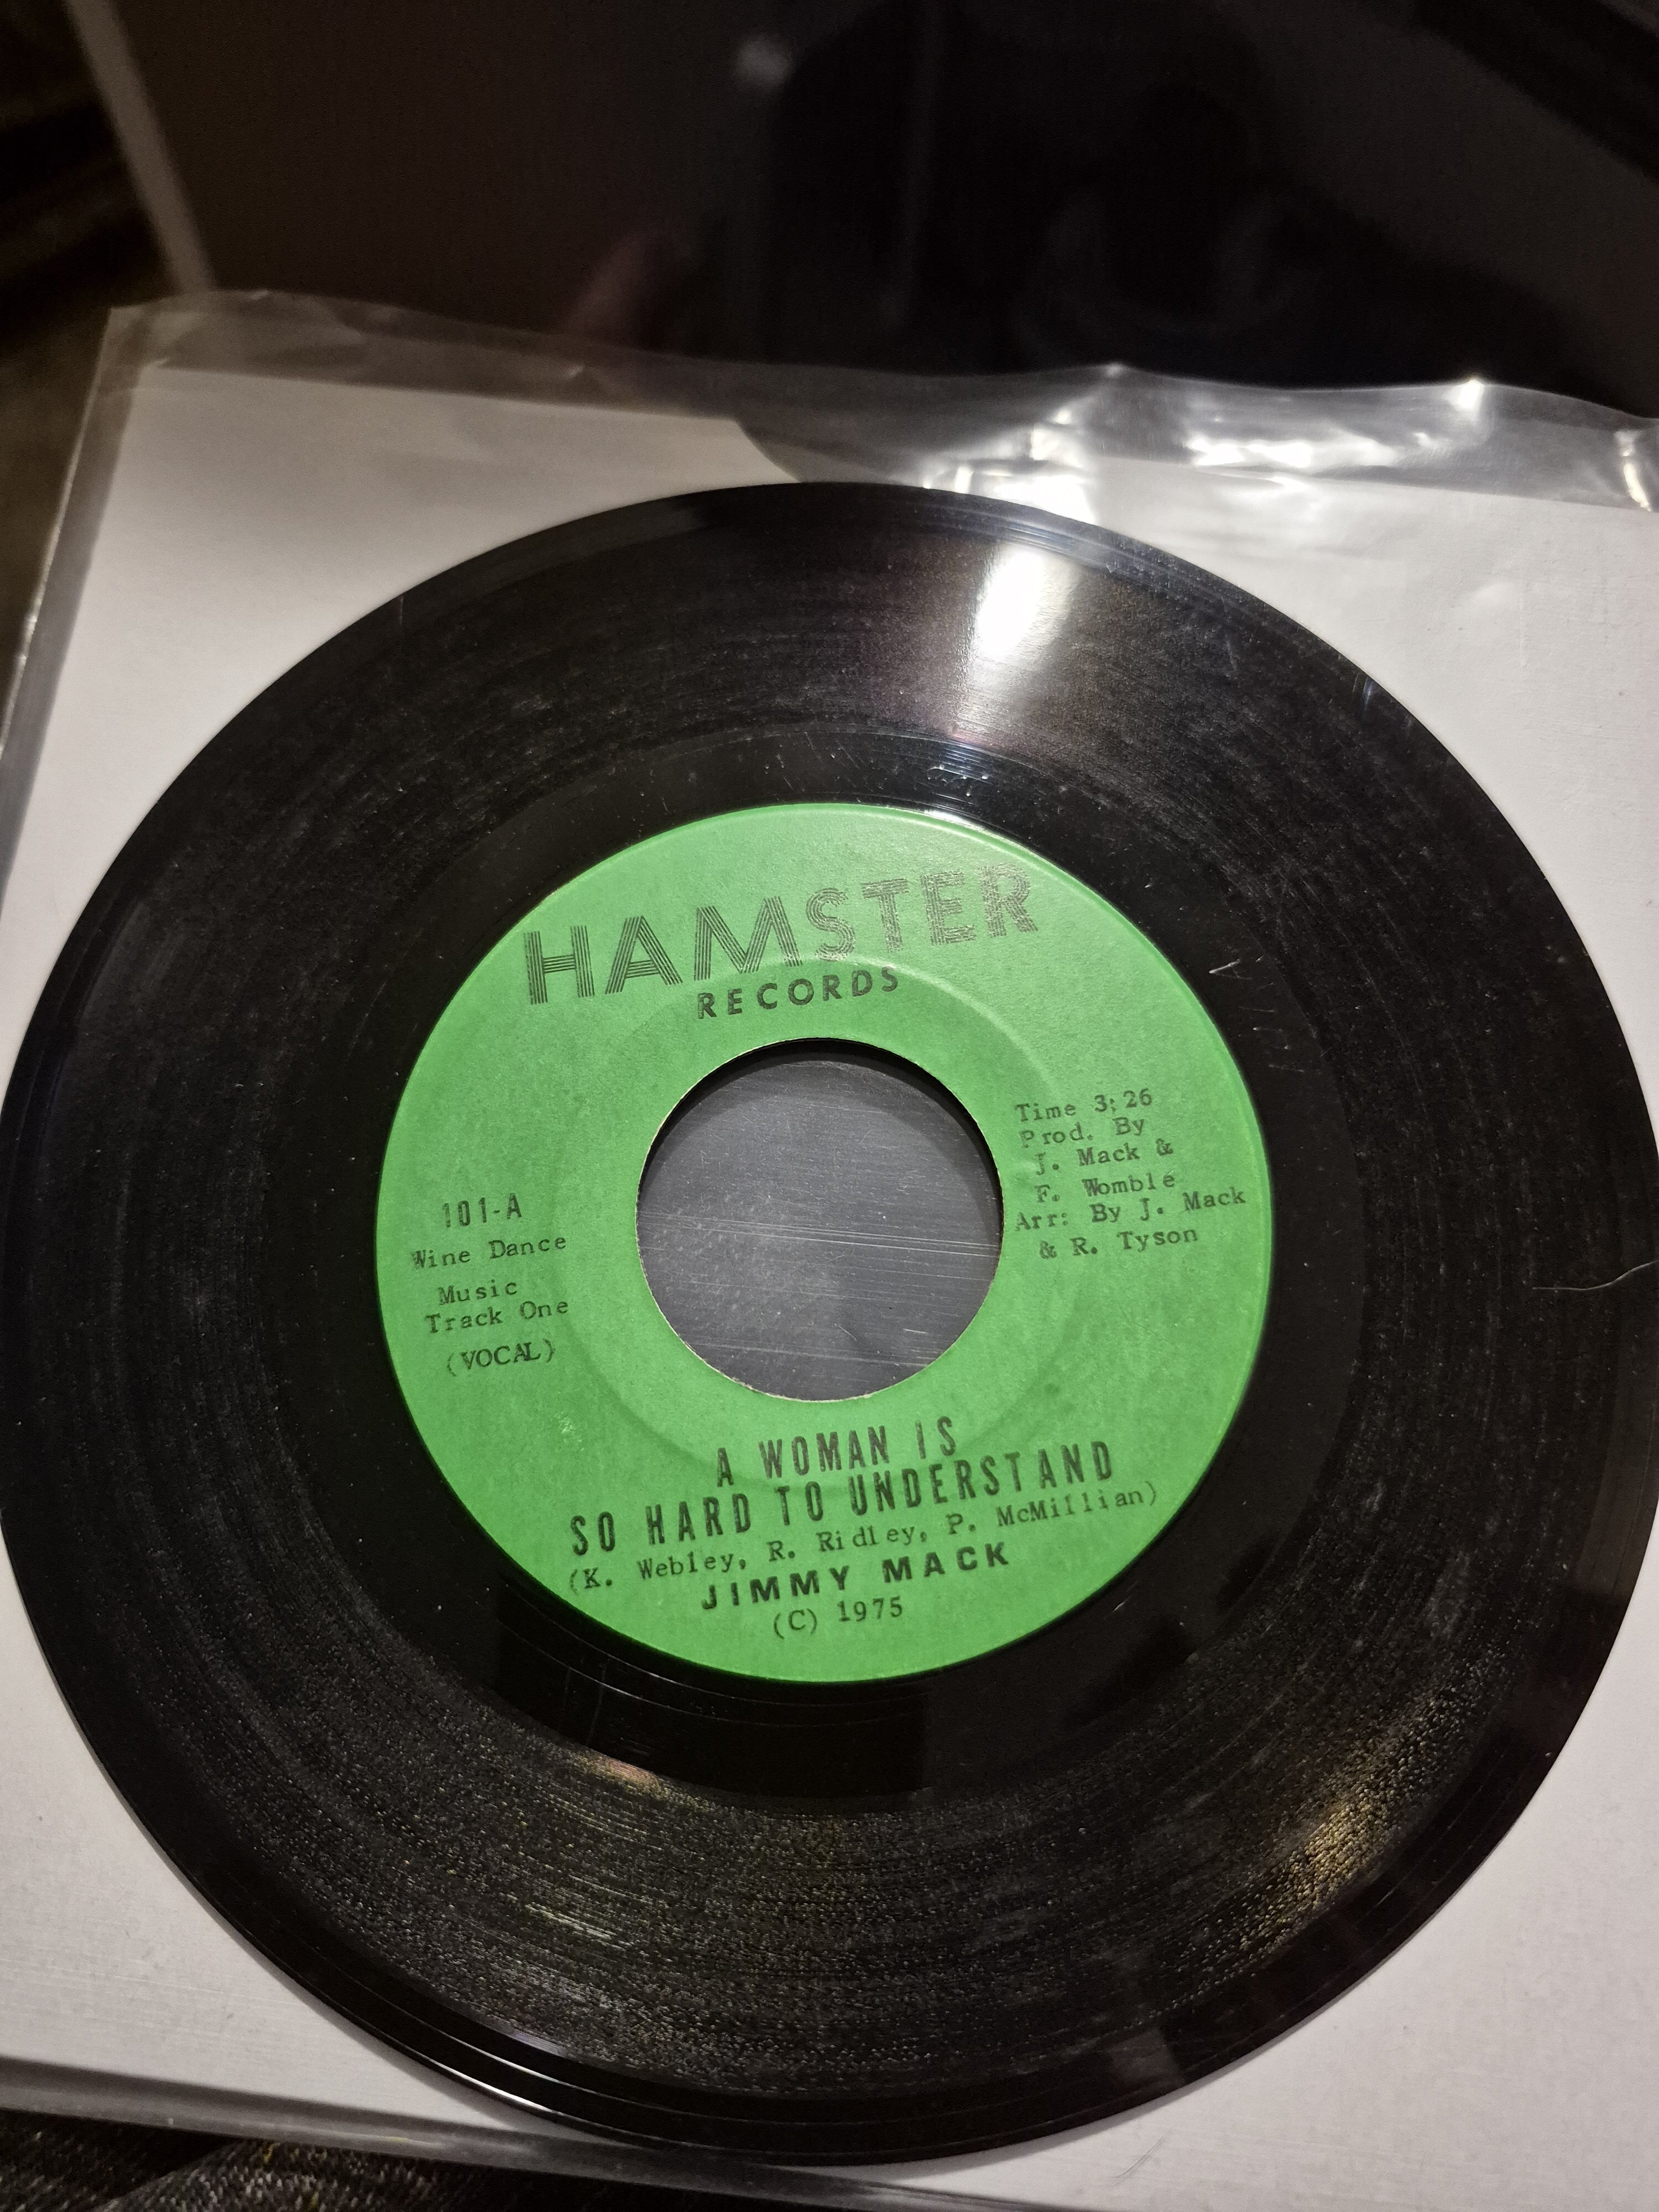 HAMSTER
RECORDS
101-A
Wine Dance
Music
Track One
(VOCAL)
Time 3:26
Prod. By
J. Mack &
F. Womble
Arr: By J. Mack
& R. Tyson
A WOMAN IS
SO HARD TO UNDERSTAND
(K. Webley, R. Ridley, P. McMillian)
JIMMY MACK
(C) 1975